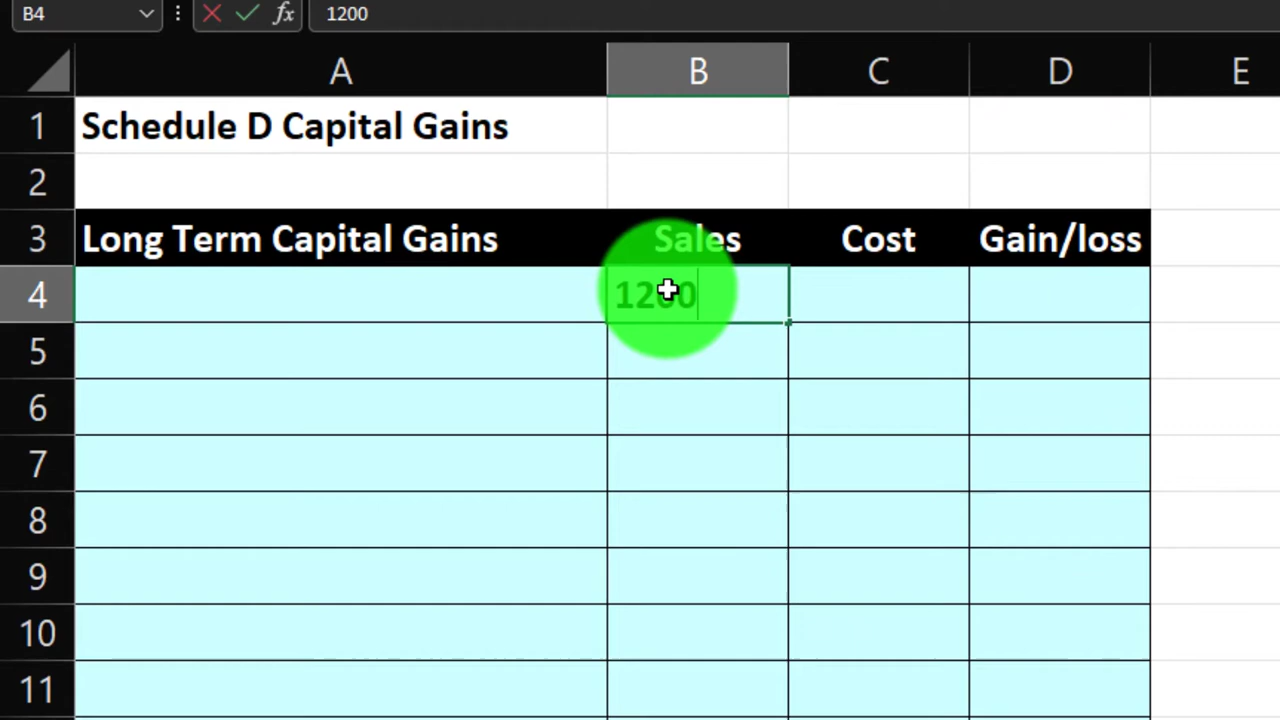 B4 fx 1200
A B C D E
1 Schedule D Capital Gains
2
3 Long Term Capital Gains Sales Cost Gain/loss
4 1200
5
6
7
8
9
10
11